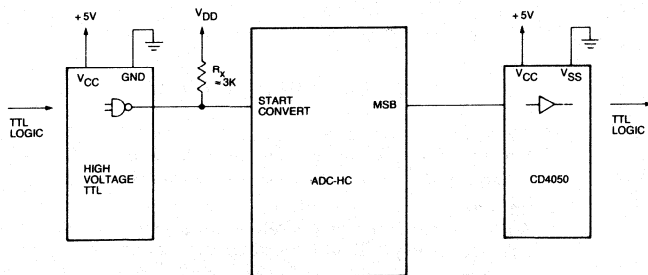 +5V
VCC
GND
TTL
LOGIC
HIGH
VOLTAGE
TTL
VDD
RX
≈3K
START
CONVERT
MSB
ADC-HC
+5V
VCC
VSS
CD4050
TTL
LOGIC